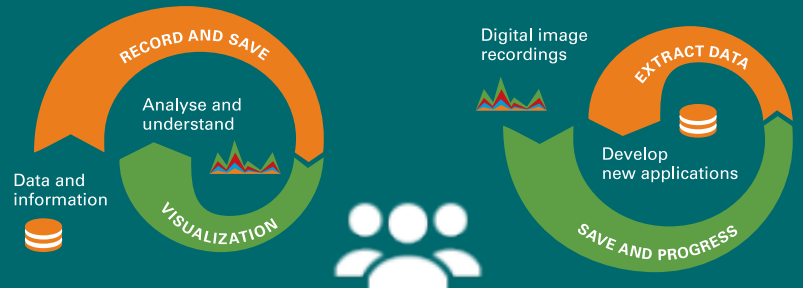 RECORD AND SAVE
Analyse and
understand
Data and
information
VISUALIZATION
Digital image
recordings
EXTRACT DATA
Develop
new applications
SAVE AND PROGRESS